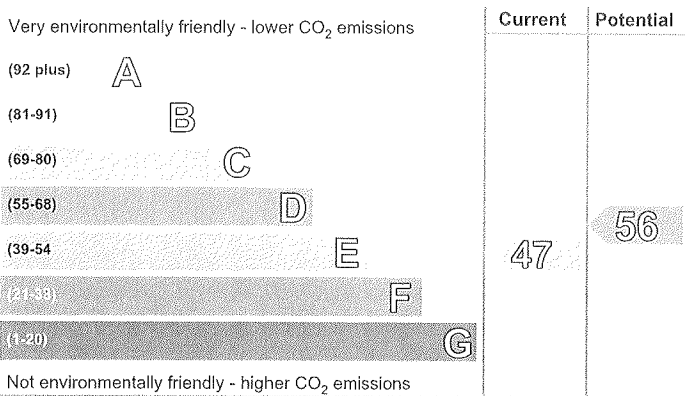 Very environmentally friendly - lower CO2 emissions
Current
Potential
(92 plus) A
(81-91) B
(69-80) C
(55-68) D
(39-54 E
(21-38) F
(1-20) G
47
56
Not environmentally friendly - higher CO2 emissions